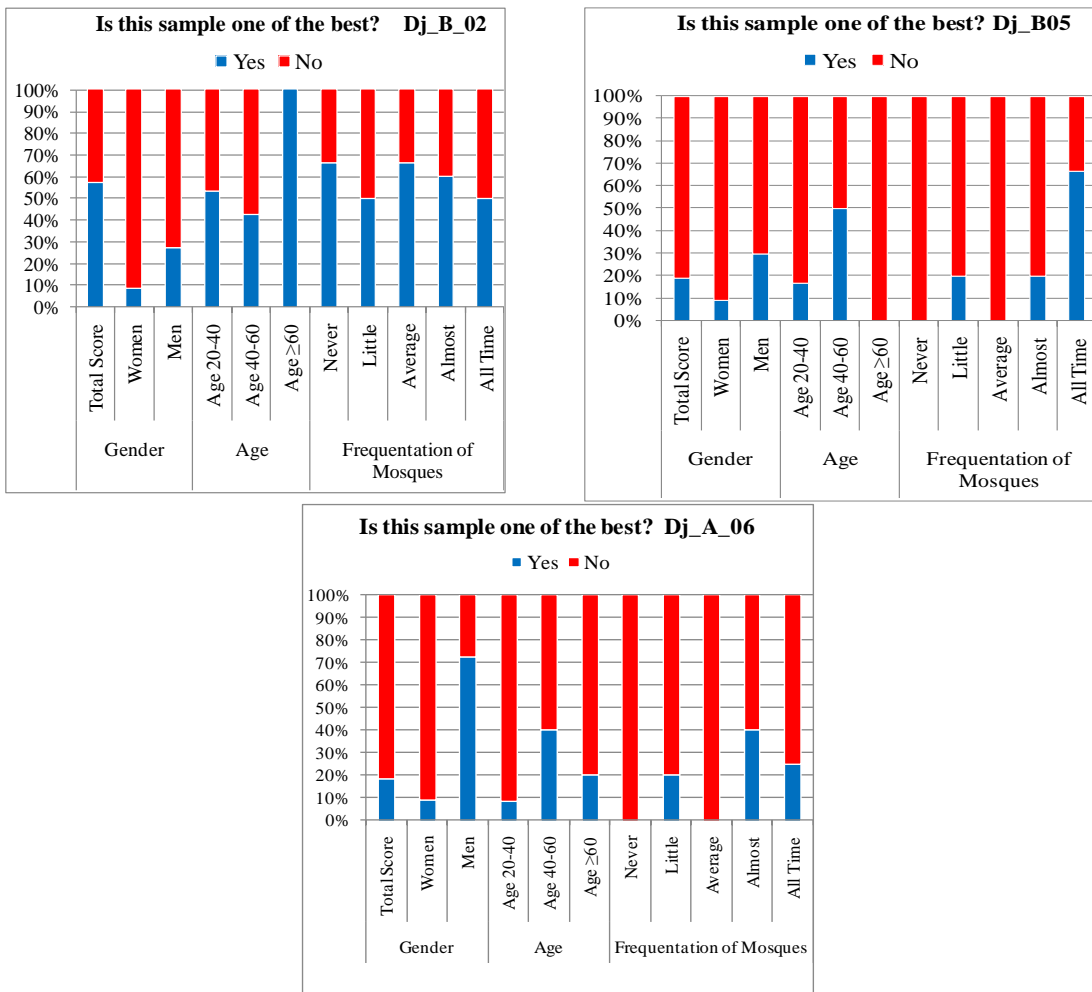 Is this sample one of the best? Dj_B_02
Yes No
100%
90%
80%
70%
60%
50%
40%
30%
20%
10%
0%
Total Score
Women
Men
Age 20-40
Age 40-60
Age ≥60
Never
Little
Average
Almost
All Time
Gender Age Frequentation of
Mosques
Is this sample one of the best? Dj_B05
Yes No
100%
90%
80%
70%
60%
50%
40%
30%
20%
10%
0%
Total Score
Women
Men
Age 20-40
Age 40-60
Age ≥60
Never
Little
Average
Almost
All Time
Gender Age Frequentation of
Mosques
Is this sample one of the best? Dj_A_06
Yes No
100%
90%
80%
70%
60%
50%
40%
30%
20%
10%
0%
Total Score
Women
Men
Age 20-40
Age 40-60
Age ≥60
Never
Little
Average
Almost
All Time
Gender Age Frequentation of Mosques